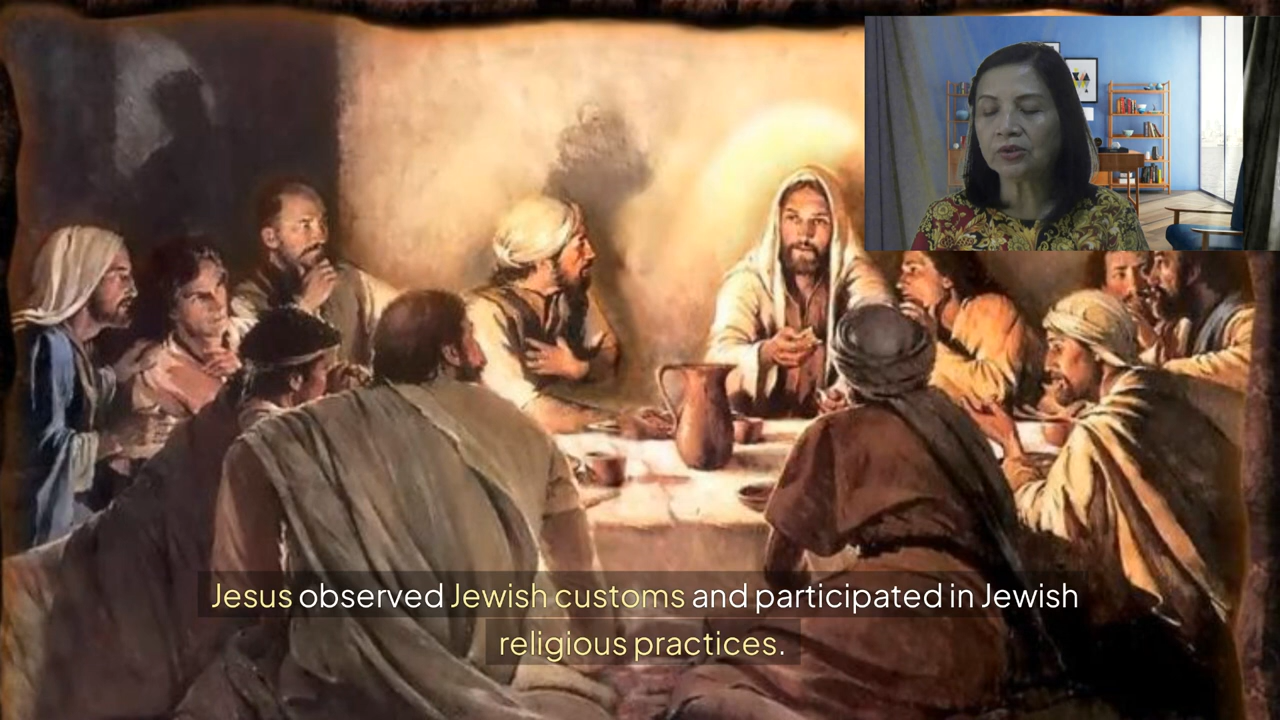 Jesus observed Jewish customs and participated in Jewish
religious practices.